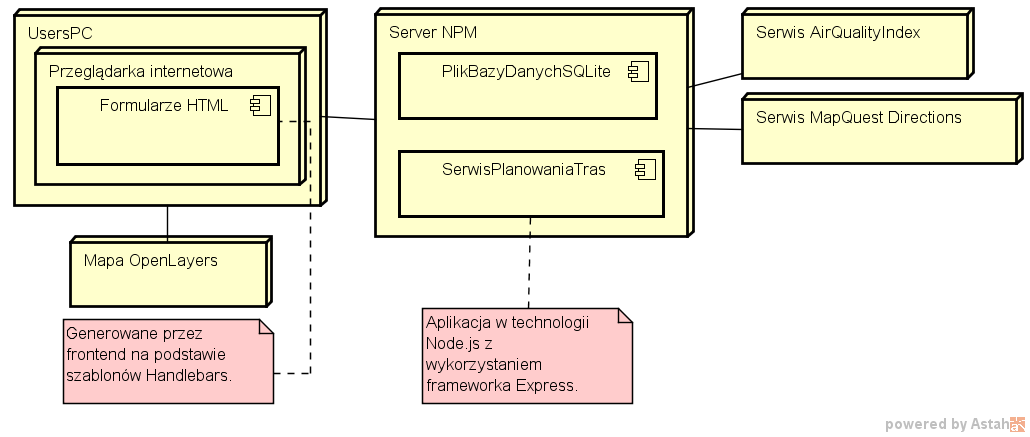 UsersPC
Przeglądarka internetowa
Formularze HTML
Server NPM
PlikBazyDanychSQLite
SerwisPlanowaniaTras
Serwis AirQualityIndex
Serwis MapQuest Directions
Mapa OpenLayers
Generowane przez
frontend na podstawie
szablonów Handlebars.
Aplikacja w technologii
Node.js z
wykorzystaniem
frameworka Express.
powered by Astah